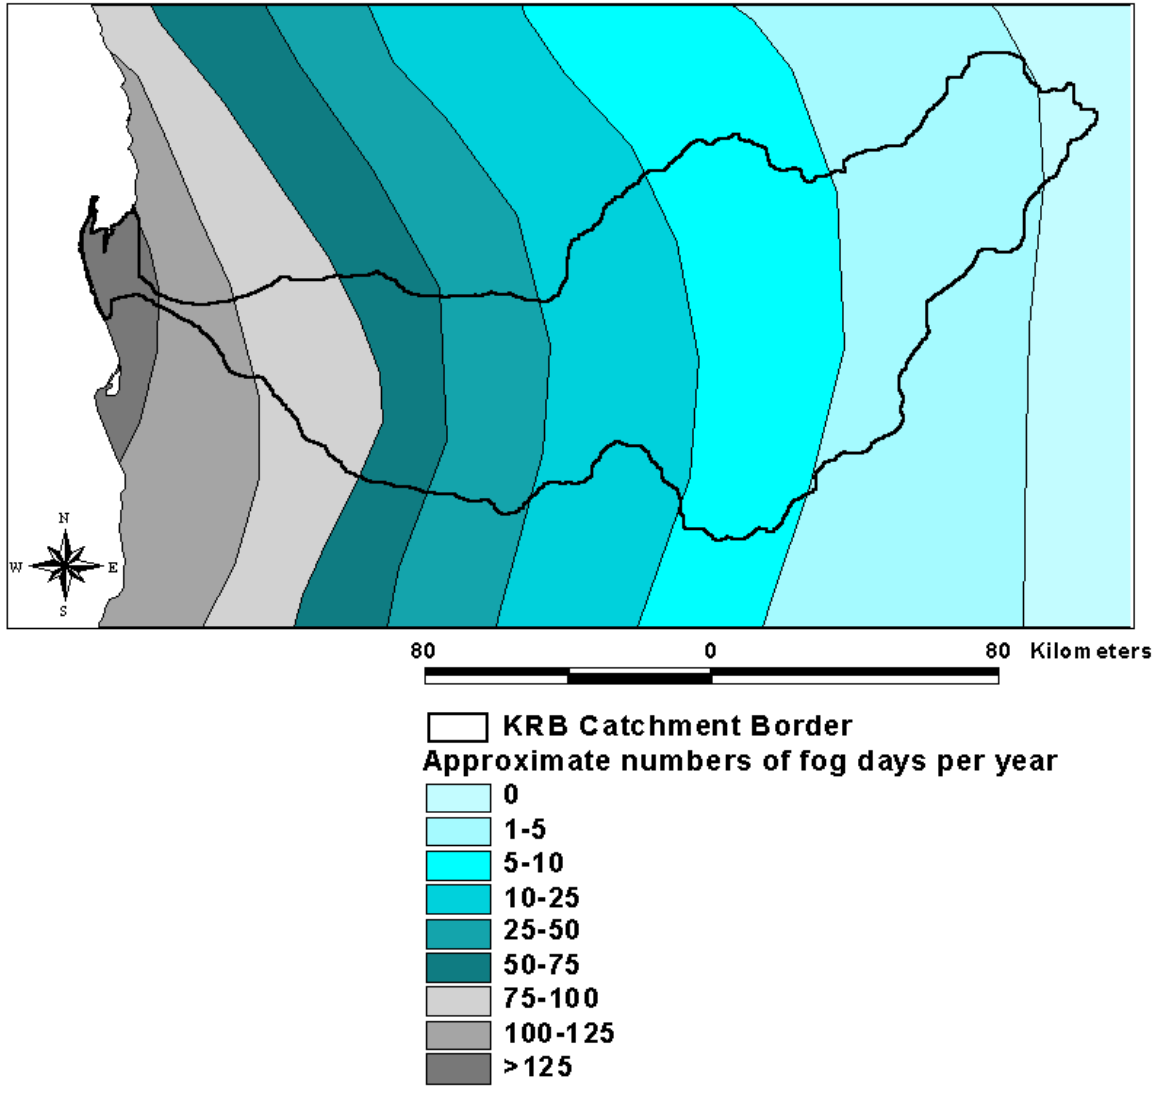 N
W E
S
80 0 80 Kilometers
KRB Catchment Border
Approximate numbers of fog days per year
0
1-5
5-10
10-25
25-50
50-75
75-100
100-125
>125